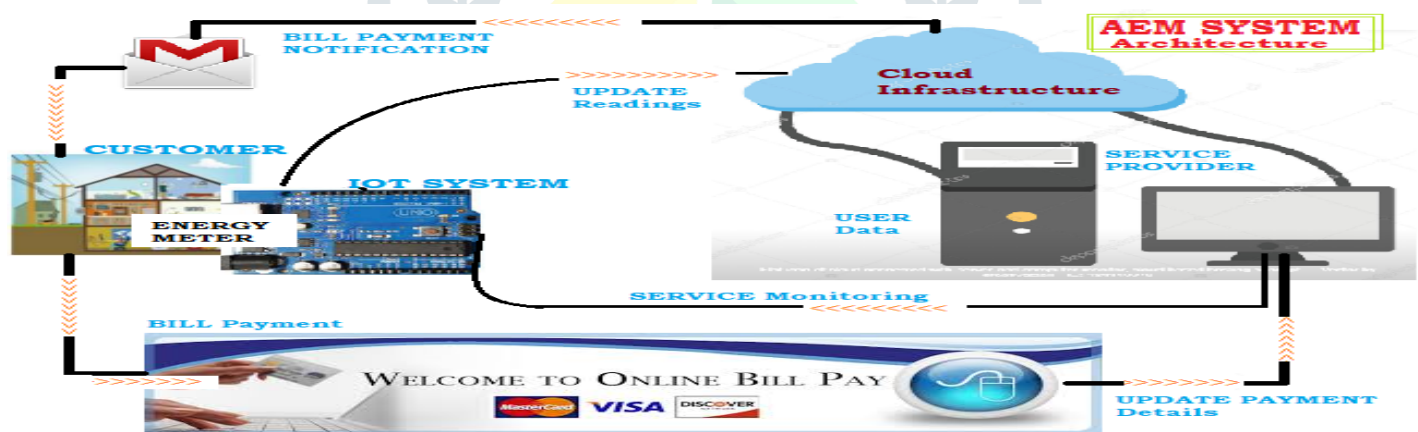 AEM SYSTEM
Architecture
BILL PAYMENT
NOTIFICATION
Cloud
Infrastructure
UPDATE
Readings
CUSTOMER
SERVICE
PROVIDER
IOT SYSTEM
UNO
ENERGY
METER
USER
Data
SERVICE Monitoring
BILL Payment
WELCOME TO ONLINE BILL PAY
MasterCard VISA DISCOVER
UPDATE PAYMENT
Details